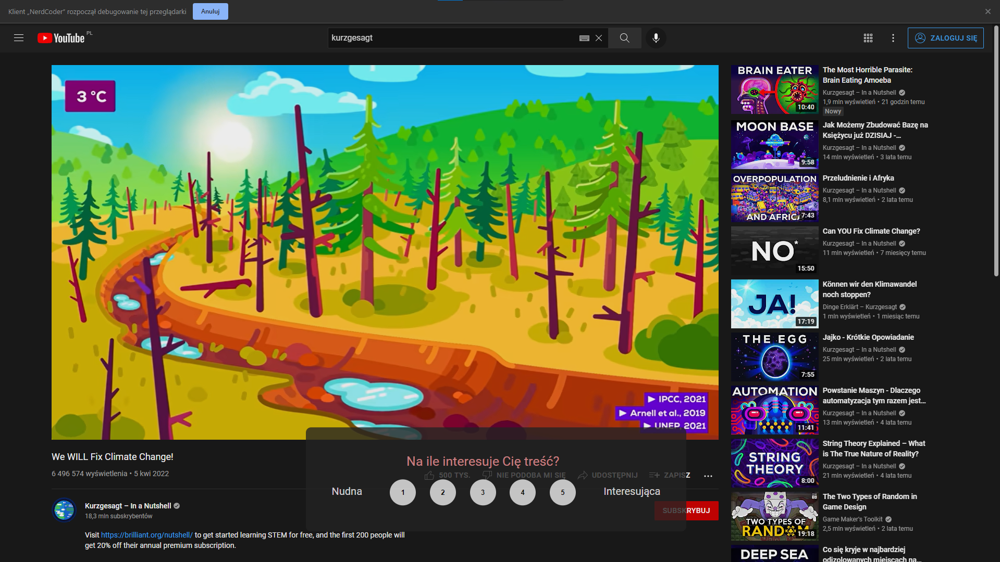 Klient „NerdCoder” rozpoczął debugowanie tej przeglądarki
Anuluj
YouTube PL
kurzgesagt
ZALOGUJ SIĘ
3 °C
▶ IPCC, 2021
▶ Arnell et al., 2019
▶ UNEP, 2021
We WILL Fix Climate Change!
6 496 574 wyświetlenia • 5 kwi 2022
500 TYS.
NIE PODOBA MI SIĘ
UDOSTĘPNIJ
ZAPISZ
Na ile interesuje Cię treść?
Nudna
1
2
3
4
5
Interesująca
Kurzgesagt – In a Nutshell
18,3 mln subskrybentów
SUBSKRYBUJ
Visit https://brilliant.org/nutshell/ to get started learning STEM for free, and the first 200 people will
get 20% off their annual premium subscription.
BRAIN EATER
10:40
The Most Horrible Parasite:
Brain Eating Amoeba
Kurzgesagt – In a Nutshell
1,9 mln wyświetleń • 21 godzin temu
Nowy
MOON BASE
9:58
Jak Możemy Zbudować Bazę na
Księżycu już DZISIAJ -...
Kurzgesagt – In a Nutshell
14 mln wyświetleń • 3 lata temu
OVERPOPULATION
AND AFRICA
7:43
Przeludnienie i Afryka
Kurzgesagt – In a Nutshell
8,1 mln wyświetleń • 2 lata temu
NO*
15:50
Can YOU Fix Climate Change?
Kurzgesagt – In a Nutshell
11 mln wyświetleń • 7 miesięcy temu
JA!
17:19
Können wir den Klimawandel
noch stoppen?
Dinge Erklärt – Kurzgesagt
1 mln wyświetleń • 1 miesiąc temu
THE EGG
7:55
Jajko - Krótkie Opowiadanie
Kurzgesagt – In a Nutshell
25 mln wyświetleń • 2 lata temu
AUTOMATION
11:41
Powstanie Maszyn - Dlaczego
automatyzacja tym razem jest...
Kurzgesagt – In a Nutshell
13 mln wyświetleń • 4 lata temu
STRING
THEORY
8:00
String Theory Explained – What
is The True Nature of Reality?
Kurzgesagt – In a Nutshell
21 mln wyświetleń • 4 lata temu
TWO TYPES OF
RANDOM
19:18
The Two Types of Random in
Game Design
Game Maker's Toolkit
2,5 mln wyświetleń • 2 lata temu
DEEP SEA
Co się kryje w najbardziej
odizolowanych miejscach na...